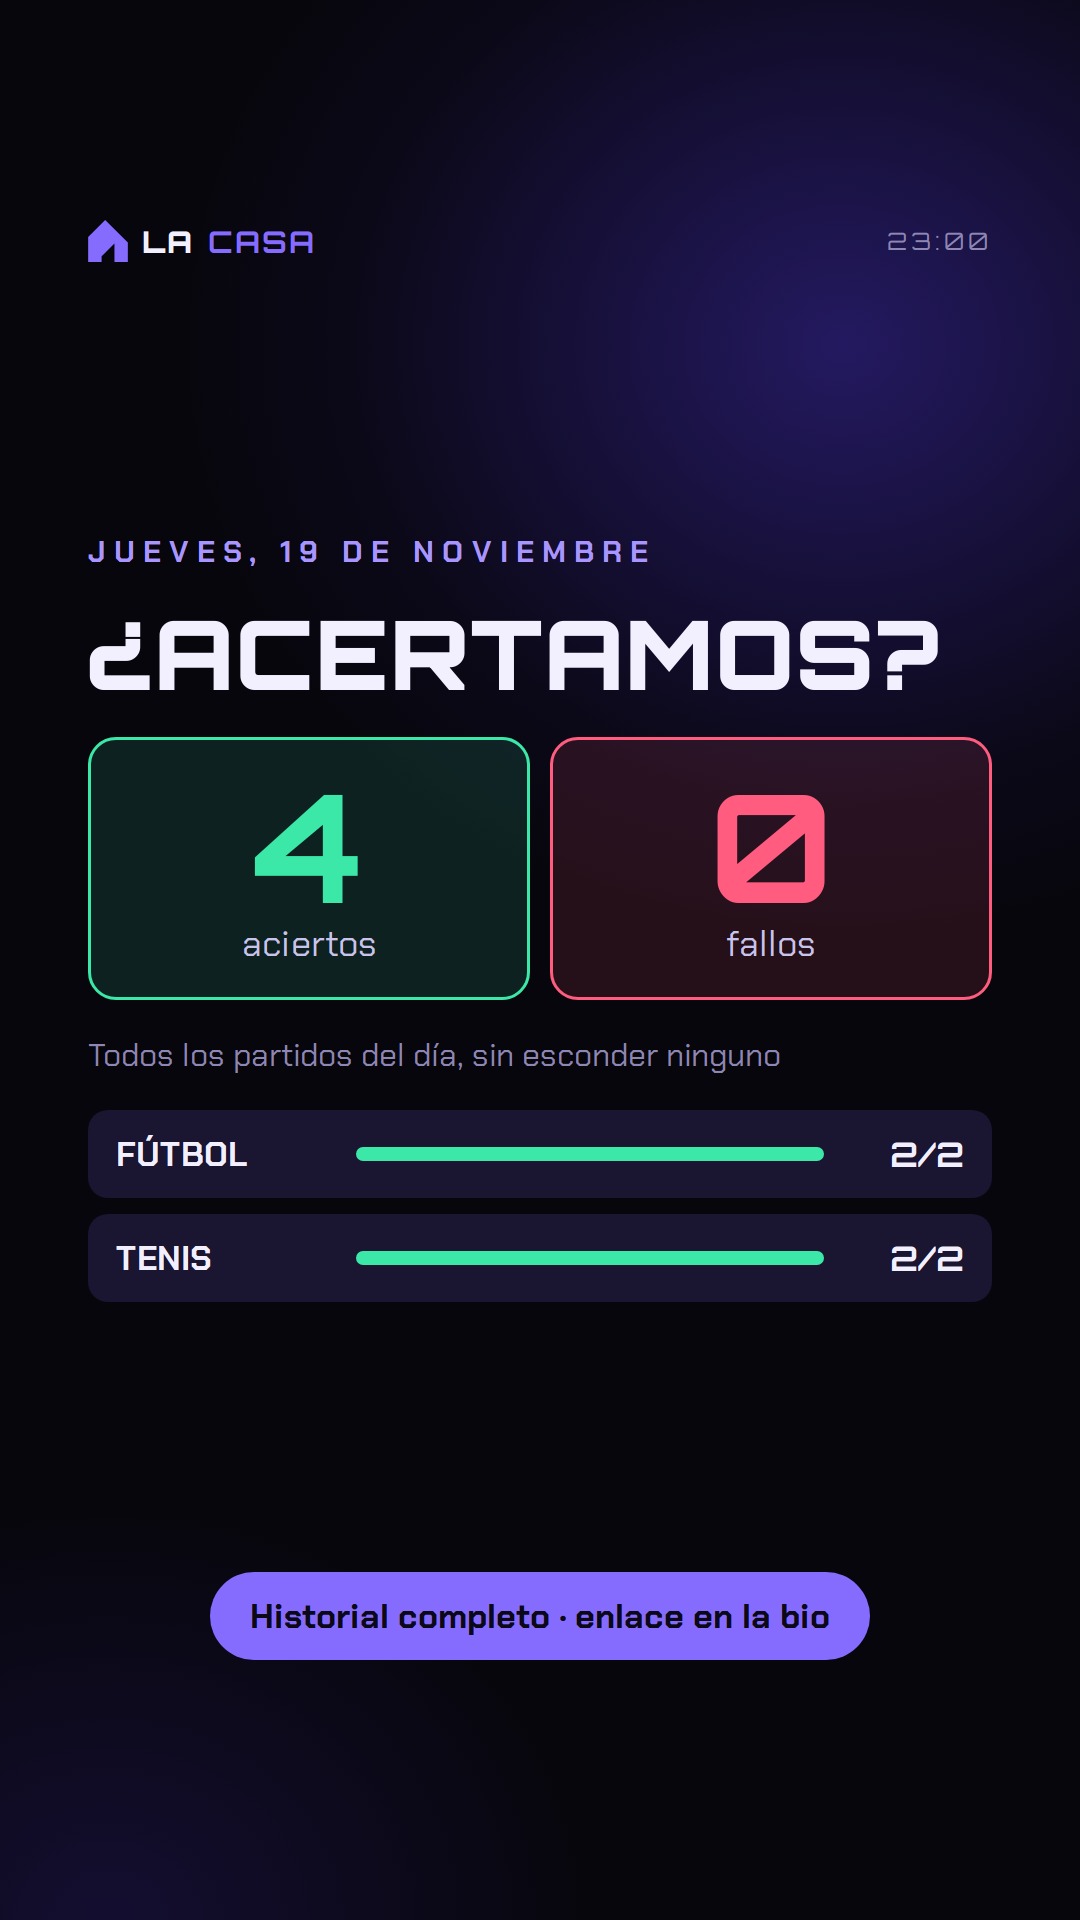 LA CASA
23:00
JUEVES, 19 DE NOVIEMBRE
¿ACERTAMOS?
4
aciertos
0
fallos
Todos los partidos del día, sin esconder ninguno
FÚTBOL 2/2
TENIS 2/2
Historial completo · enlace en la bio